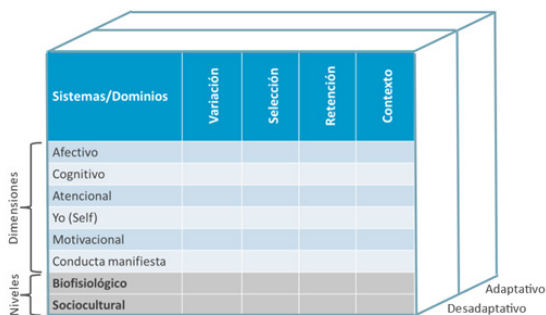 Sistemas/Dominios
Variación
Selección
Retención
Contexto
Dimensiones
Afectivo
Cognitivo
Atencional
Yo (Self)
Motivacional
Conducta manifiesta
Niveles
Biofisiológico
Sociocultural
Adaptativo
Desadaptativo